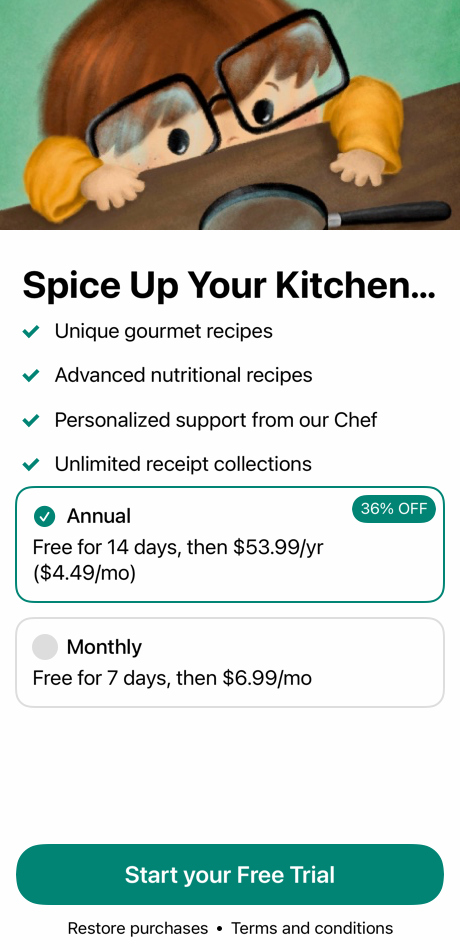 Spice Up Your Kitchen...
Unique gourmet recipes
Advanced nutritional recipes
Personalized support from our Chef
Unlimited receipt collections
Annual
36% OFF
Free for 14 days, then $53.99/yr
($4.49/mo)
Monthly
Free for 7 days, then $6.99/mo
Start your Free Trial
Restore purchases • Terms and conditions